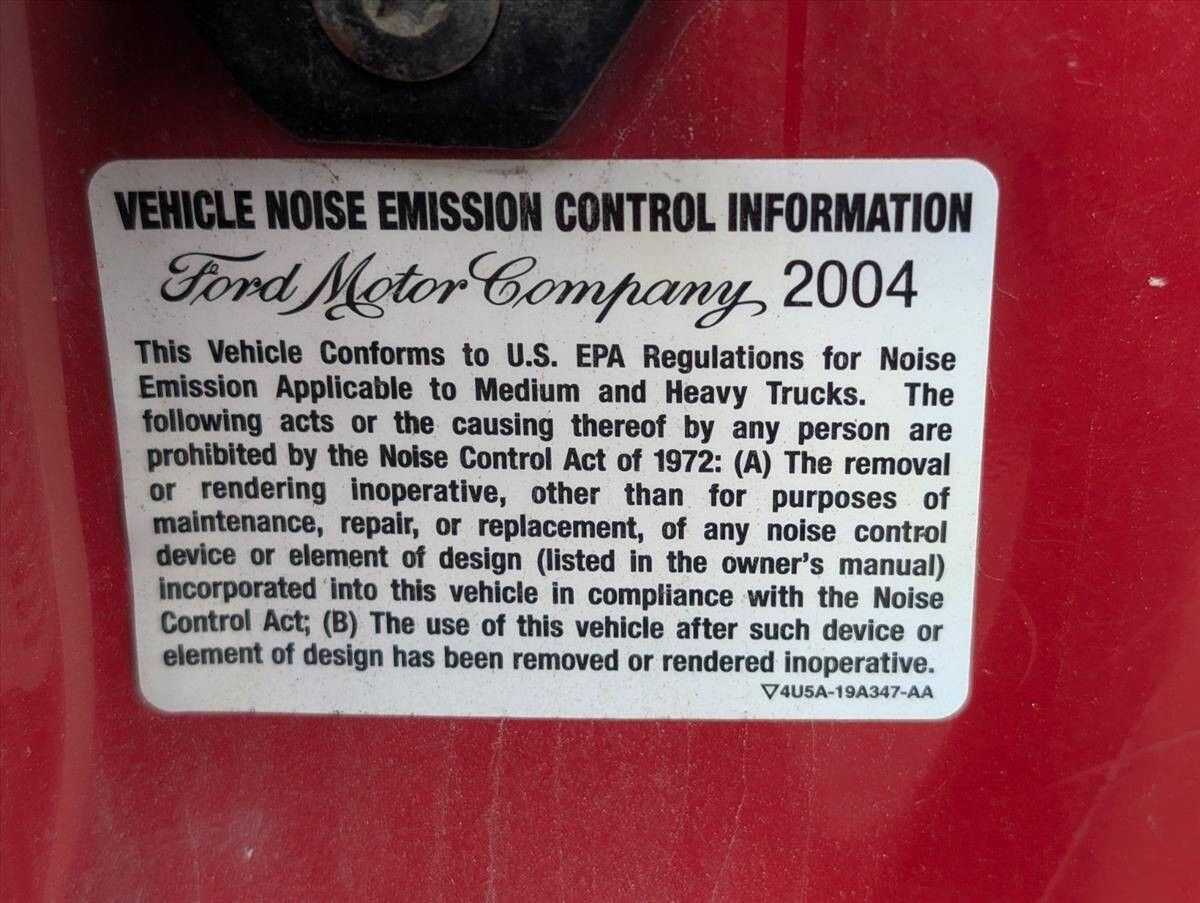 VEHICLE NOISE EMISSION CONTROL INFORMATION
Ford Motor Company 2004
This Vehicle Conforms to U.S. EPA Regulations for Noise
Emission Applicable to Medium and Heavy Trucks. The
following acts or the causing thereof by any person are
prohibited by the Noise Control Act of 1972: (A) The removal
or rendering inoperative, other than for purposes of
maintenance, repair, or replacement, of any noise control
device or element of design (listed in the owner's manual)
incorporated into this vehicle in compliance with the Noise
Control Act; (B) The use of this vehicle after such device or
element of design has been removed or rendered inoperative.
▽4U5A-19A347-AA